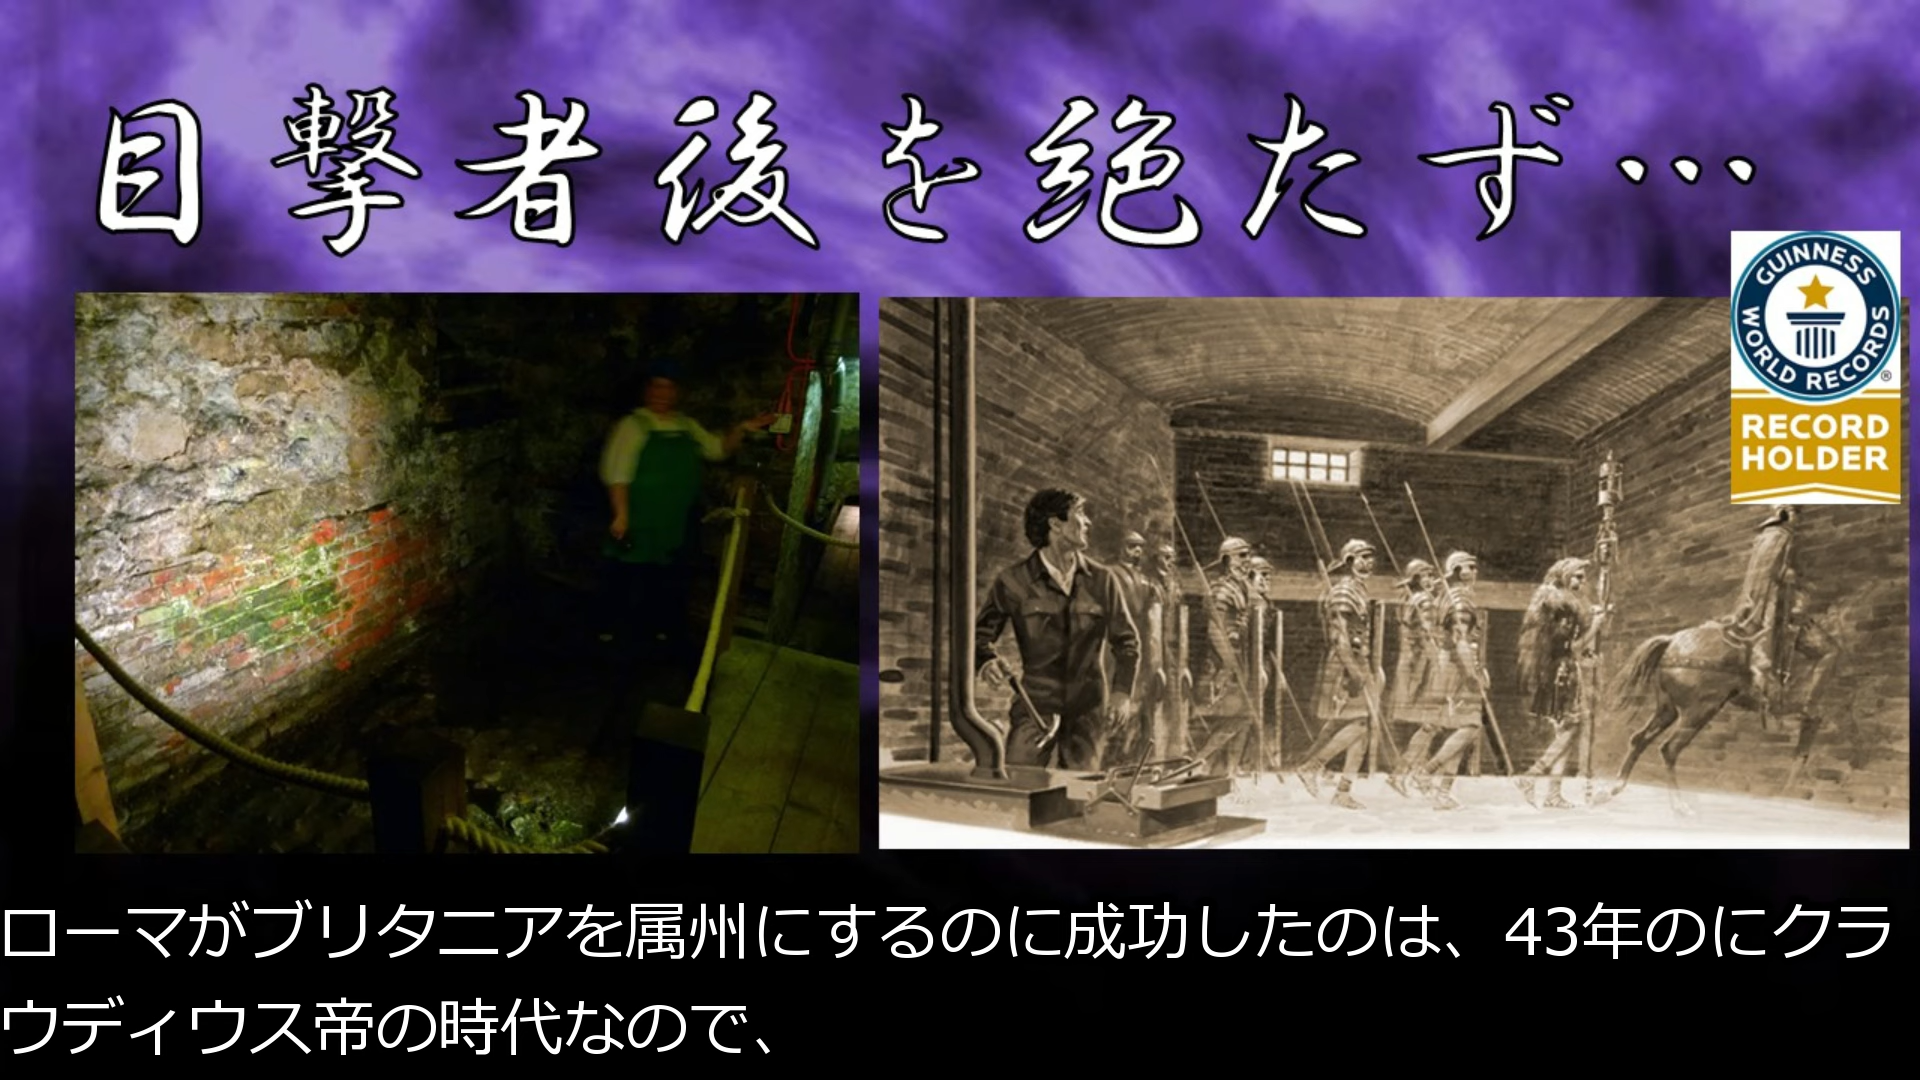 目撃者後を絶たず…
GUINNESS
WORLD RECORDS
®
RECORD
HOLDER
ローマがブリタニアを属州にするのに成功したのは、43年のにクラ
ウディウス帝の時代なので、